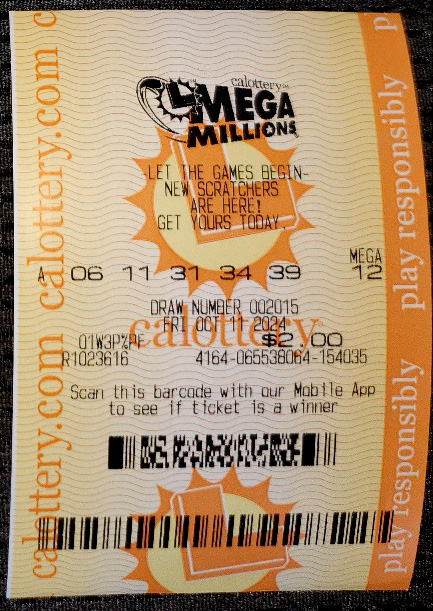 calottery.com calottery.com c
calottery
MEGA
MILLIONS
LET THE GAMES BEGIN-
NEW SCRATCHERS
ARE HERE!
GET YOURS TODAY.
MEGA
A 06 11 31 34 39 12
DRAW NUMBER 002015
FRI OCT 11 2024
calottery
01W3P%PF $2.00
R1023616 4164-065538064-154035
Scan this barcode with our Mobile App
to see if ticket is a winner
play responsibly play responsibly p